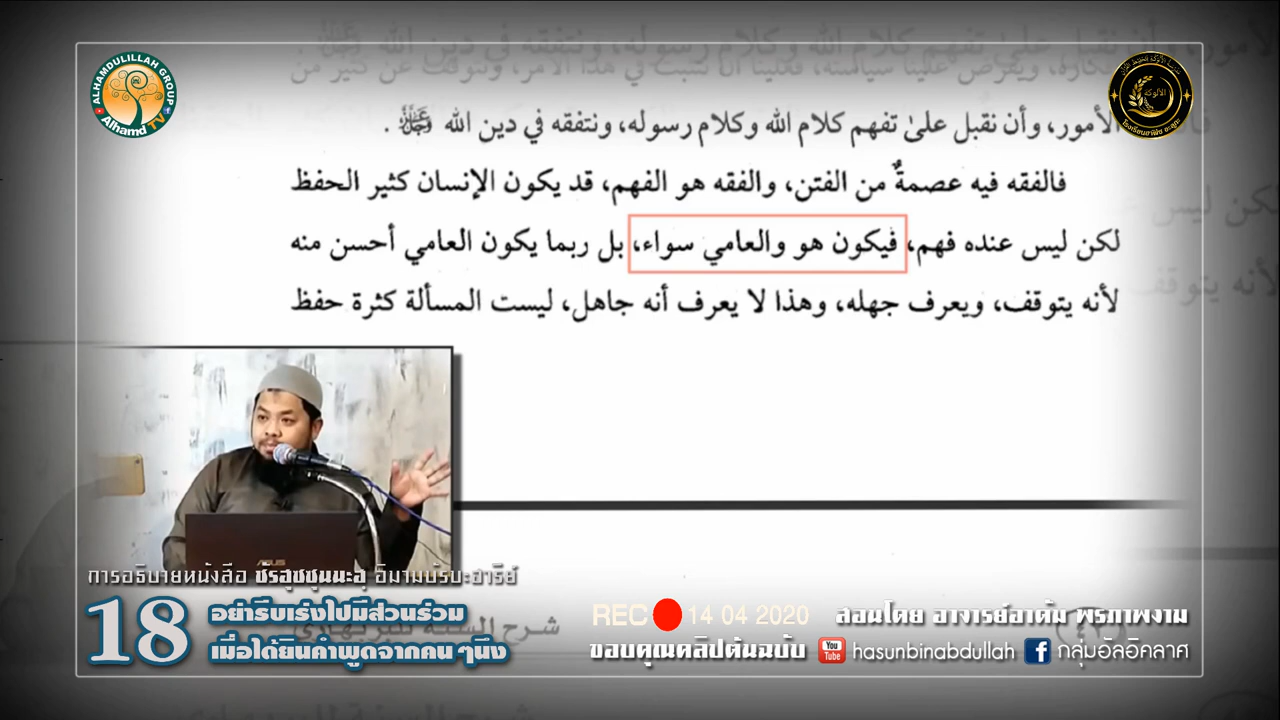 ALHAMDULILLAH GROUP
Alhamd TV
الألوكة
الأمور، وأن نقبل على تفهم كلام الله وكلام رسوله، ونتفقه في دين الله ﷻ .
فالفقه فيه عصمةٌ من الفتن، والفقه هو الفهم، قد يكون الإنسان كثير الحفظ
لكن ليس عنده فهم، فيكون هو والعامي سواء، بل ربما يكون العامي أحسن منه
لأنه يتوقف، ويعرف جهله، وهذا لا يعرف أنه جاهل، ليست المسألة كثرة حفظ
ASUS
การอธิบายหนังสือ ชัรฮุซซุนนะฮฺ อิมามบัรบะฮารีย์
18 อย่ารีบเร่งไปมีส่วนร่วม
เมื่อได้ยินคำพูดจากคน ๆนึง
REC 14 04 2020 สอนโดย อาจารย์อาดัม พรภาพงาม
ขอบคุณคลิปต้นฉบับ You Tube hasunbinabdullah f กลุ่มอัลอิคลาศ